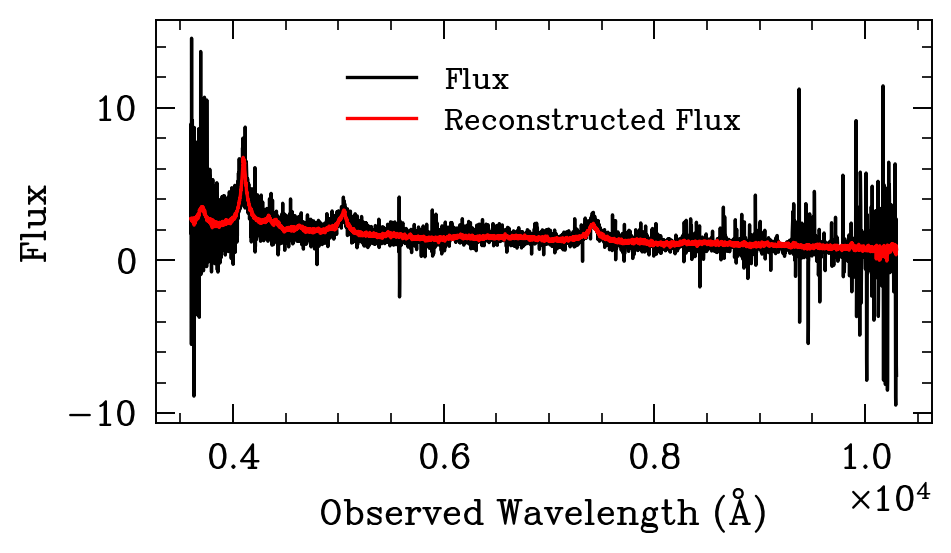 Flux
Reconstructed Flux
10
0
−10
Flux
0.4 0.6 0.8 1.0
×10⁴
Observed Wavelength (Å)